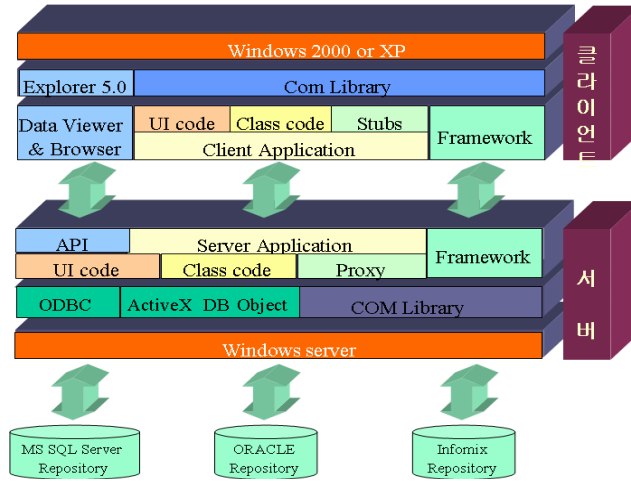 Windows 2000 or XP
Explorer 5.0
Com Library
Data Viewer
& Browser
UI code
Class code
Stubs
Client Application
Framework
클라이언트
API
Server Application
UI code
Class code
Proxy
Framework
ODBC
ActiveX DB Object
COM Library
Windows server
서버
MS SQL Server
Repository
ORACLE
Repository
Infomix
Repository